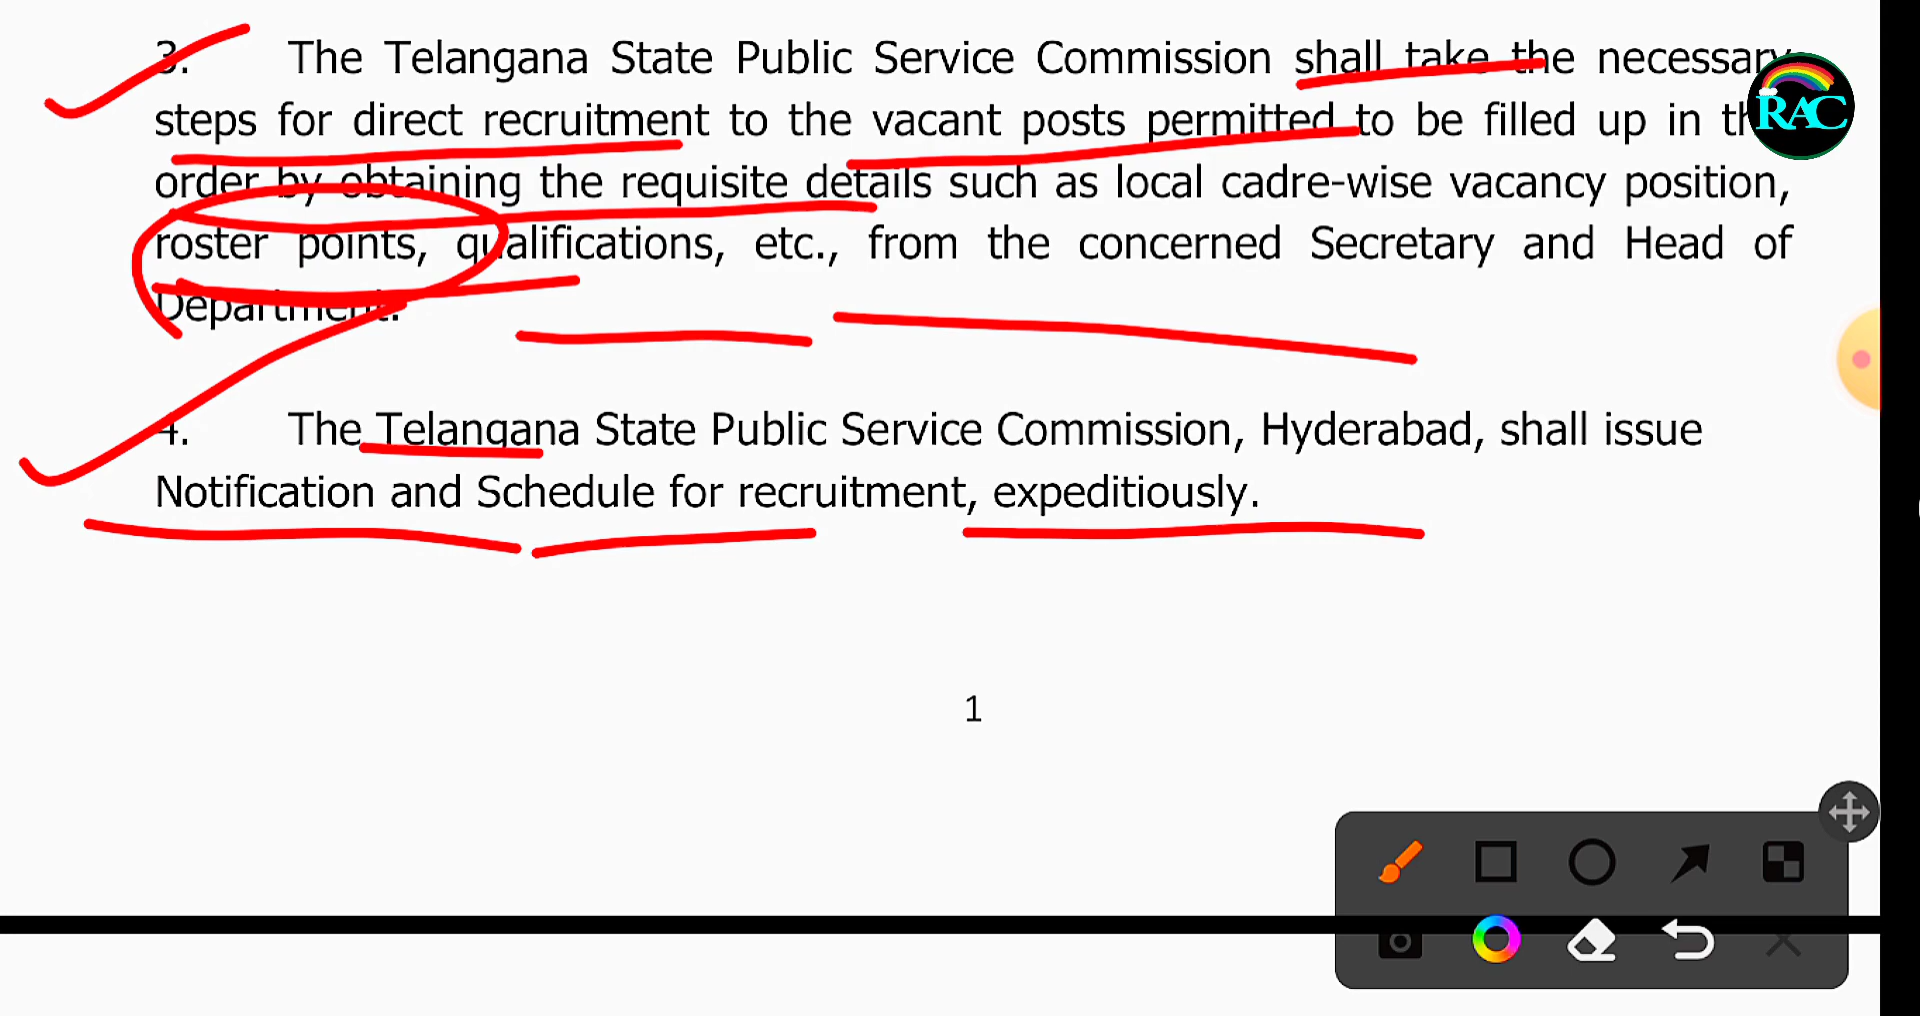 3. The Telangana State Public Service Commission shall take the necessary
steps for direct recruitment to the vacant posts permitted to be filled up in
order by obtaining the requisite details such as local cadre-wise vacancy position,
roster points, qualifications, etc., from the concerned Secretary and Head of
Department.
4. The Telangana State Public Service Commission, Hyderabad, shall issue
Notification and Schedule for recruitment, expeditiously.
1
RAC